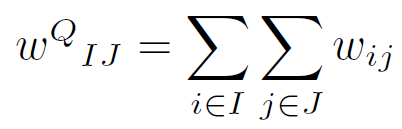 w^Q_{IJ} = \sum_{i \in I} \sum_{j \in J} w_{ij}